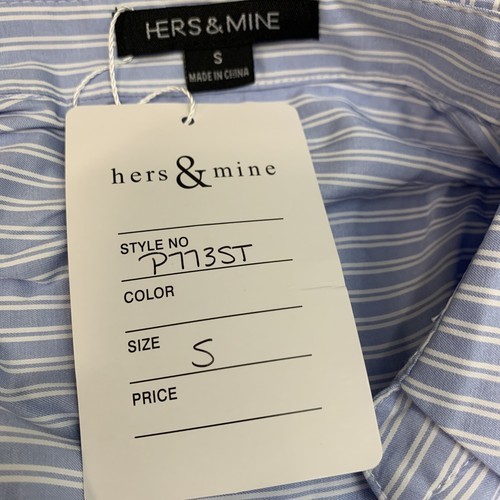 HERS&MINE
S
MADE IN CHINA
hers & mine
STYLE NO P773ST
COLOR
SIZE S
PRICE